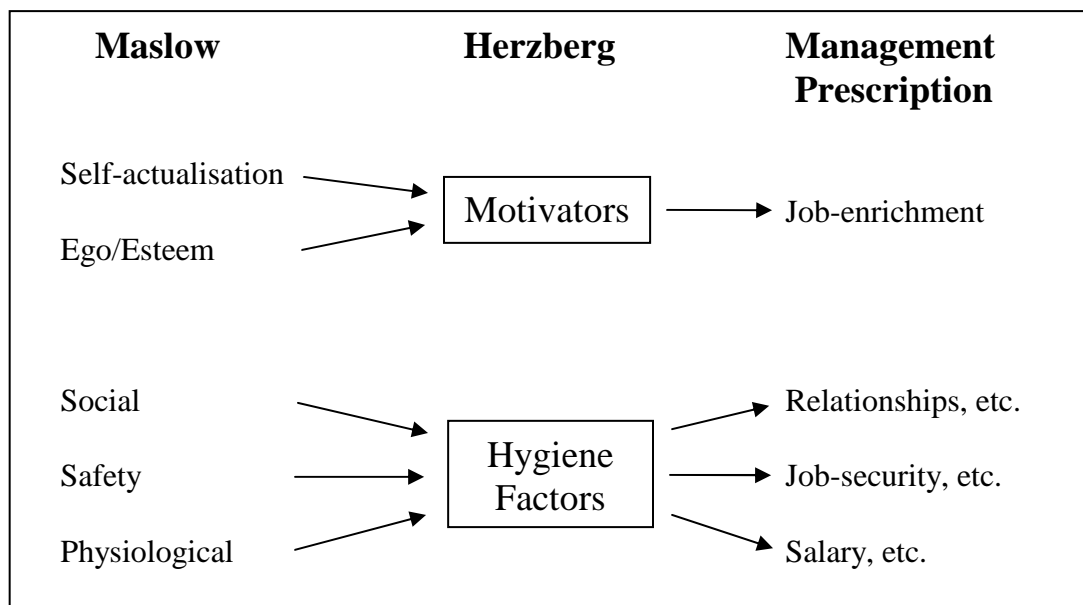 Maslow
Herzberg
Management
Prescription
Self-actualisation
Ego/Esteem
Motivators
Job-enrichment
Social
Safety
Physiological
Hygiene
Factors
Relationships, etc.
Job-security, etc.
Salary, etc.